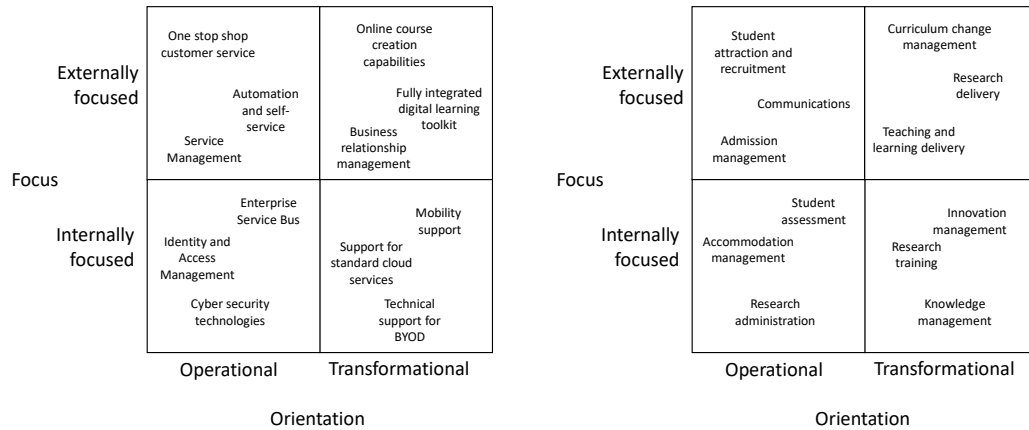 One stop shop
customer service
Automation
and self-
service
Service
Management
Online course
creation
capabilities
Fully integrated
digital learning
toolkit
Business
relationship
management
Externally
focused
Focus
Internally
focused
Enterprise
Service Bus
Identity and
Access
Management
Cyber security
technologies
Mobility
support
Support for
standard cloud
services
Technical
support for
BYOD
Operational
Transformational
Orientation
Student
attraction and
recruitment
Communications
Admission
management
Curriculum change
management
Research
delivery
Teaching and
learning delivery
Externally
focused
Focus
Internally
focused
Student
assessment
Accommodation
management
Research
administration
Innovation
management
Research
training
Knowledge
management
Operational
Transformational
Orientation